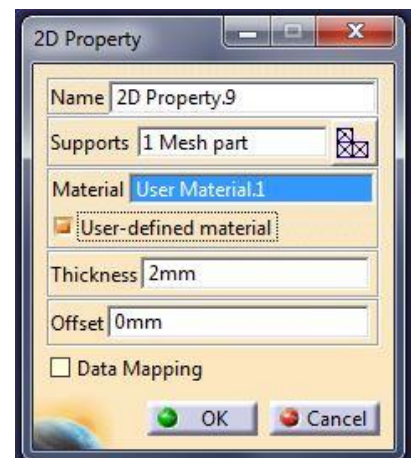 2D Property
Name 2D Property.9
Supports 1 Mesh part
Material User Material.1
User-defined material
Thickness 2mm
Offset 0mm
Data Mapping
OK Cancel